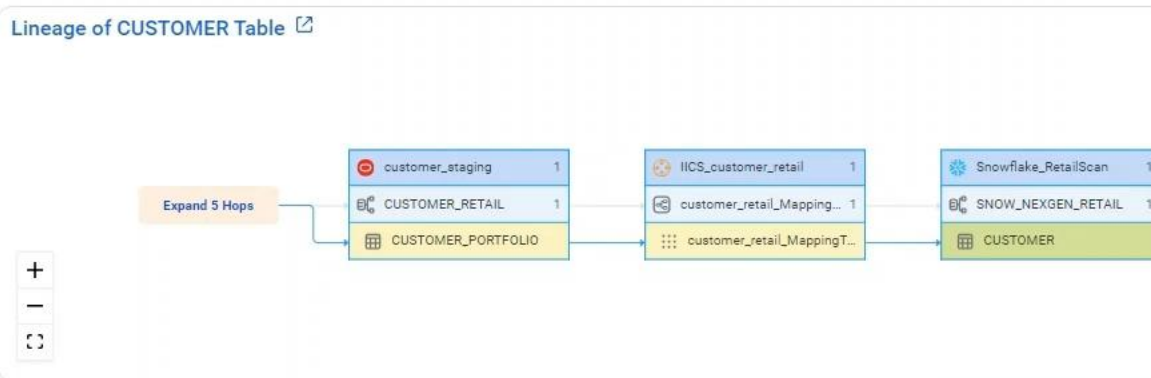 Lineage of CUSTOMER Table
customer_staging 1
IICS_customer_retail 1
Snowflake_RetailScan 1
Expand 5 Hops
CUSTOMER_RETAIL 1
customer_retail_Mapping... 1
SNOW_NEXGEN_RETAIL 1
CUSTOMER_PORTFOLIO
customer_retail_MappingT...
CUSTOMER